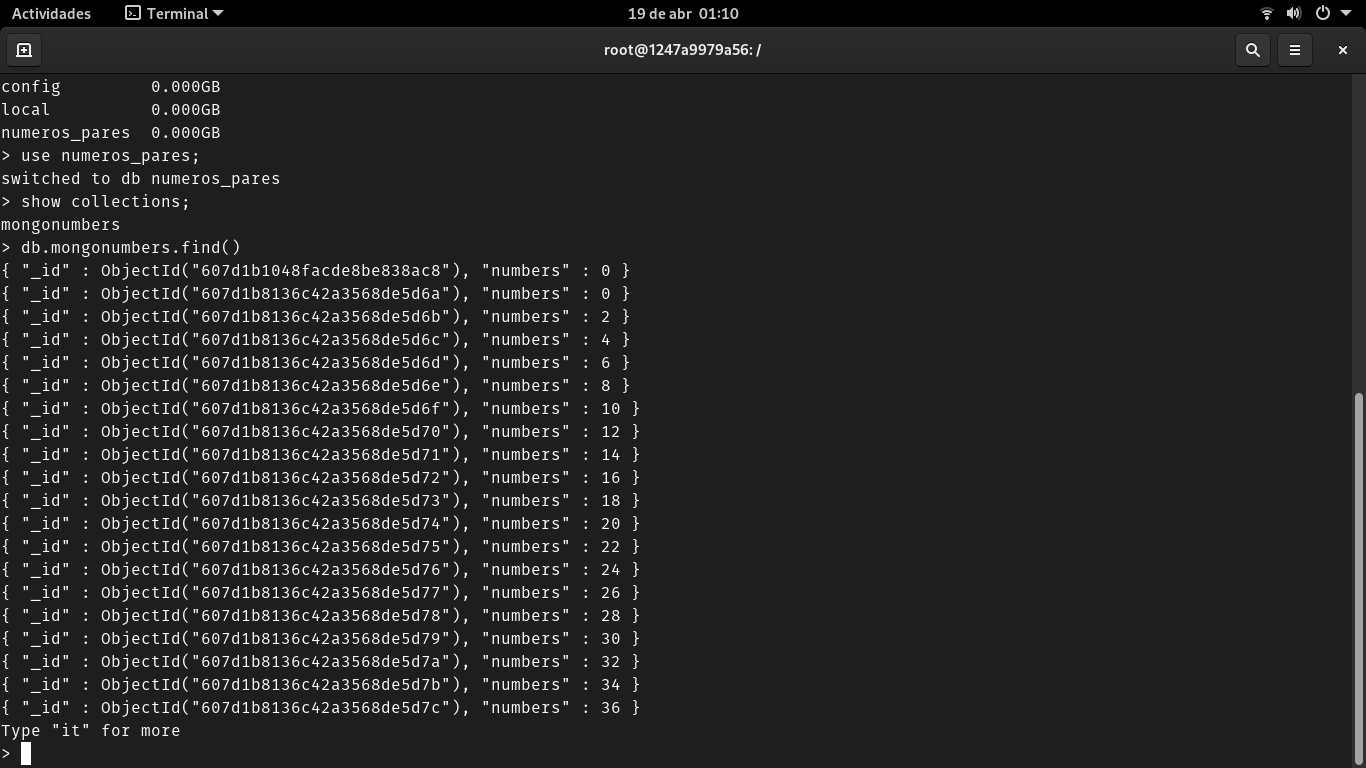 Actividades Terminal 19 de abr 01:10
root@1247a9979a56: /
config 0.000GB
local 0.000GB
numeros_pares 0.000GB
> use numeros_pares;
switched to db numeros_pares
> show collections;
mongonumbers
> db.mongonumbers.find()
{ "_id" : ObjectId("607d1b1048facde8be838ac8"), "numbers" : 0 }
{ "_id" : ObjectId("607d1b8136c42a3568de5d6a"), "numbers" : 0 }
{ "_id" : ObjectId("607d1b8136c42a3568de5d6b"), "numbers" : 2 }
{ "_id" : ObjectId("607d1b8136c42a3568de5d6c"), "numbers" : 4 }
{ "_id" : ObjectId("607d1b8136c42a3568de5d6d"), "numbers" : 6 }
{ "_id" : ObjectId("607d1b8136c42a3568de5d6e"), "numbers" : 8 }
{ "_id" : ObjectId("607d1b8136c42a3568de5d6f"), "numbers" : 10 }
{ "_id" : ObjectId("607d1b8136c42a3568de5d70"), "numbers" : 12 }
{ "_id" : ObjectId("607d1b8136c42a3568de5d71"), "numbers" : 14 }
{ "_id" : ObjectId("607d1b8136c42a3568de5d72"), "numbers" : 16 }
{ "_id" : ObjectId("607d1b8136c42a3568de5d73"), "numbers" : 18 }
{ "_id" : ObjectId("607d1b8136c42a3568de5d74"), "numbers" : 20 }
{ "_id" : ObjectId("607d1b8136c42a3568de5d75"), "numbers" : 22 }
{ "_id" : ObjectId("607d1b8136c42a3568de5d76"), "numbers" : 24 }
{ "_id" : ObjectId("607d1b8136c42a3568de5d77"), "numbers" : 26 }
{ "_id" : ObjectId("607d1b8136c42a3568de5d78"), "numbers" : 28 }
{ "_id" : ObjectId("607d1b8136c42a3568de5d79"), "numbers" : 30 }
{ "_id" : ObjectId("607d1b8136c42a3568de5d7a"), "numbers" : 32 }
{ "_id" : ObjectId("607d1b8136c42a3568de5d7b"), "numbers" : 34 }
{ "_id" : ObjectId("607d1b8136c42a3568de5d7c"), "numbers" : 36 }
Type "it" for more
>